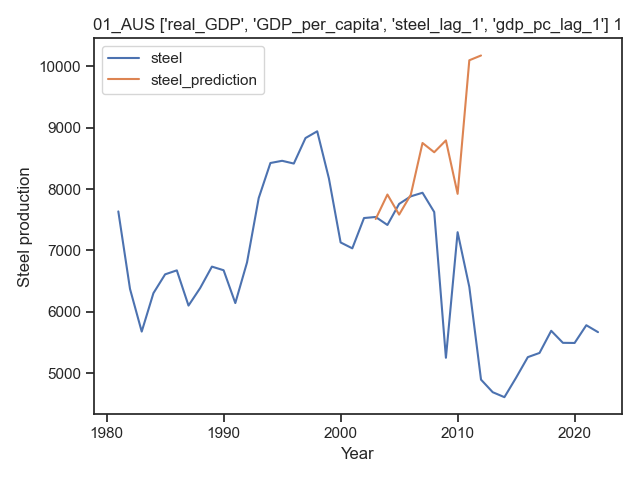 01_AUS ['real_GDP', 'GDP_per_capita', 'steel_lag_1', 'gdp_pc_lag_1'] 1
steel
steel_prediction
10000
9000
8000
7000
6000
5000
Steel production
1980
1990
2000
2010
2020
Year